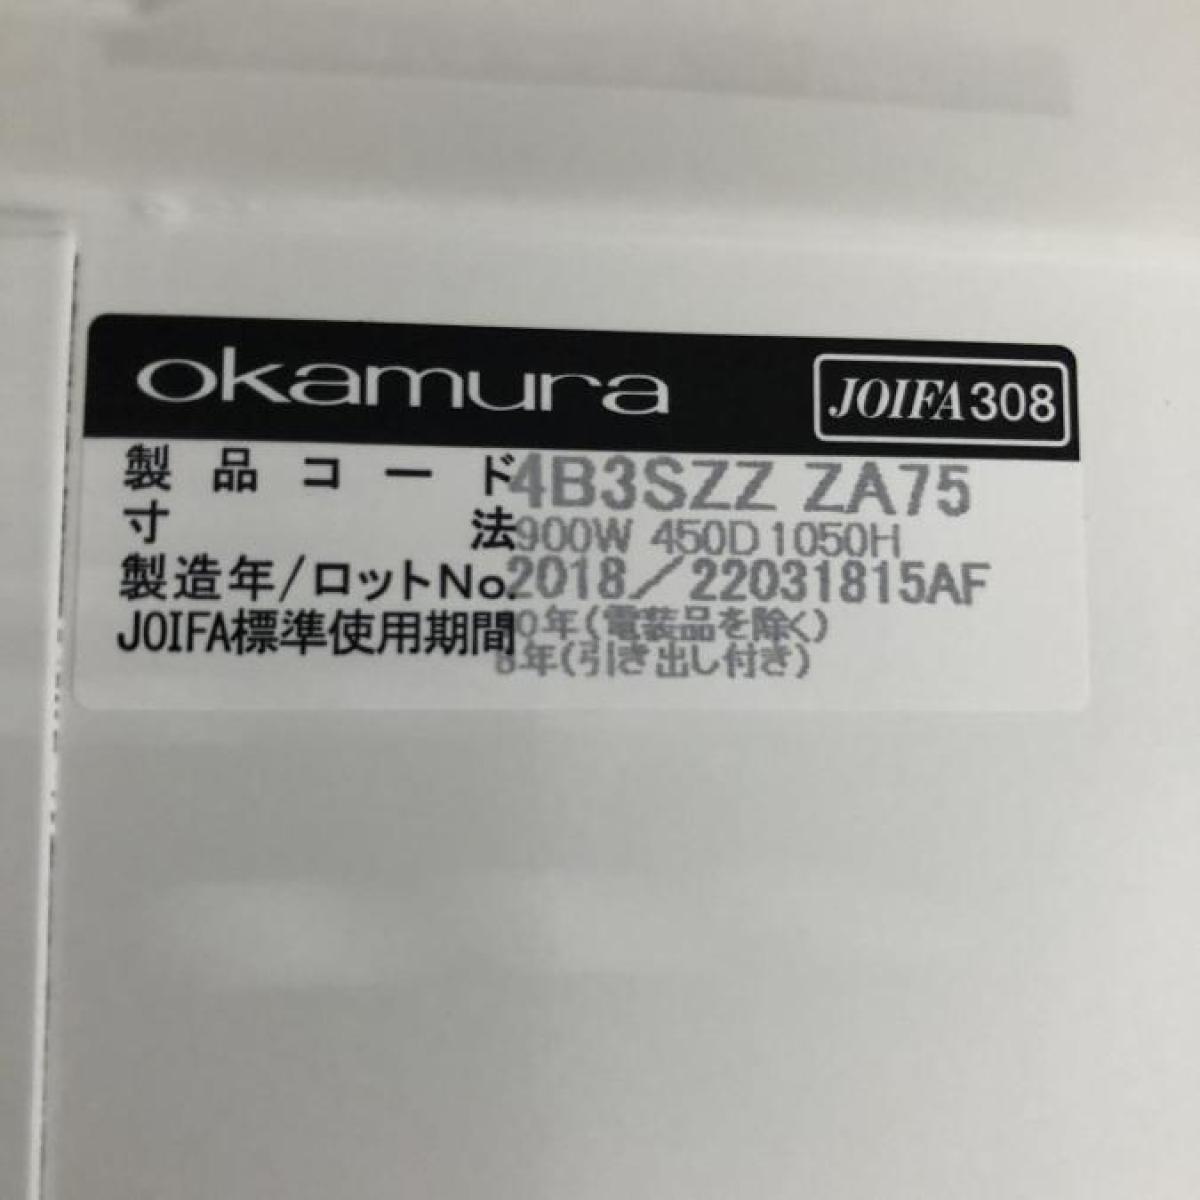 okamura JOIFA308
製品コード 4B3SZZ ZA75
寸法 900W 450D 1050H
製造年/ロットNo. 2018/22031815AF
JOIFA標準使用期間 0年(電装品を除く)
8年(引き出し付き)